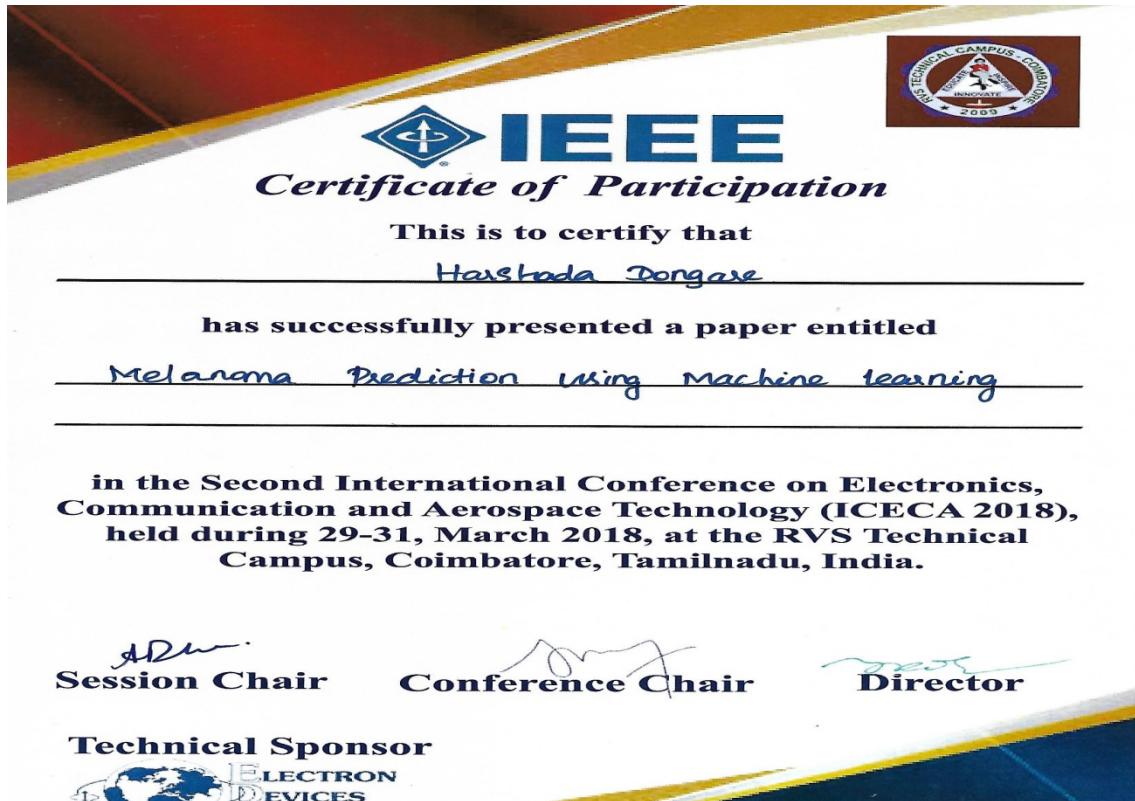 RVS TECHNICAL CAMPUS - COIMBATORE
EDUCATE INSPIRE
INNOVATE
2009
IEEE
Certificate of Participation
This is to certify that
Harshada Dongare
has successfully presented a paper entitled
Melanoma Prediction using Machine learning
in the Second International Conference on Electronics,
Communication and Aerospace Technology (ICECA 2018),
held during 29-31, March 2018, at the RVS Technical
Campus, Coimbatore, Tamilnadu, India.
Session Chair Conference Chair Director
Technical Sponsor
ELECTRON
DEVICES